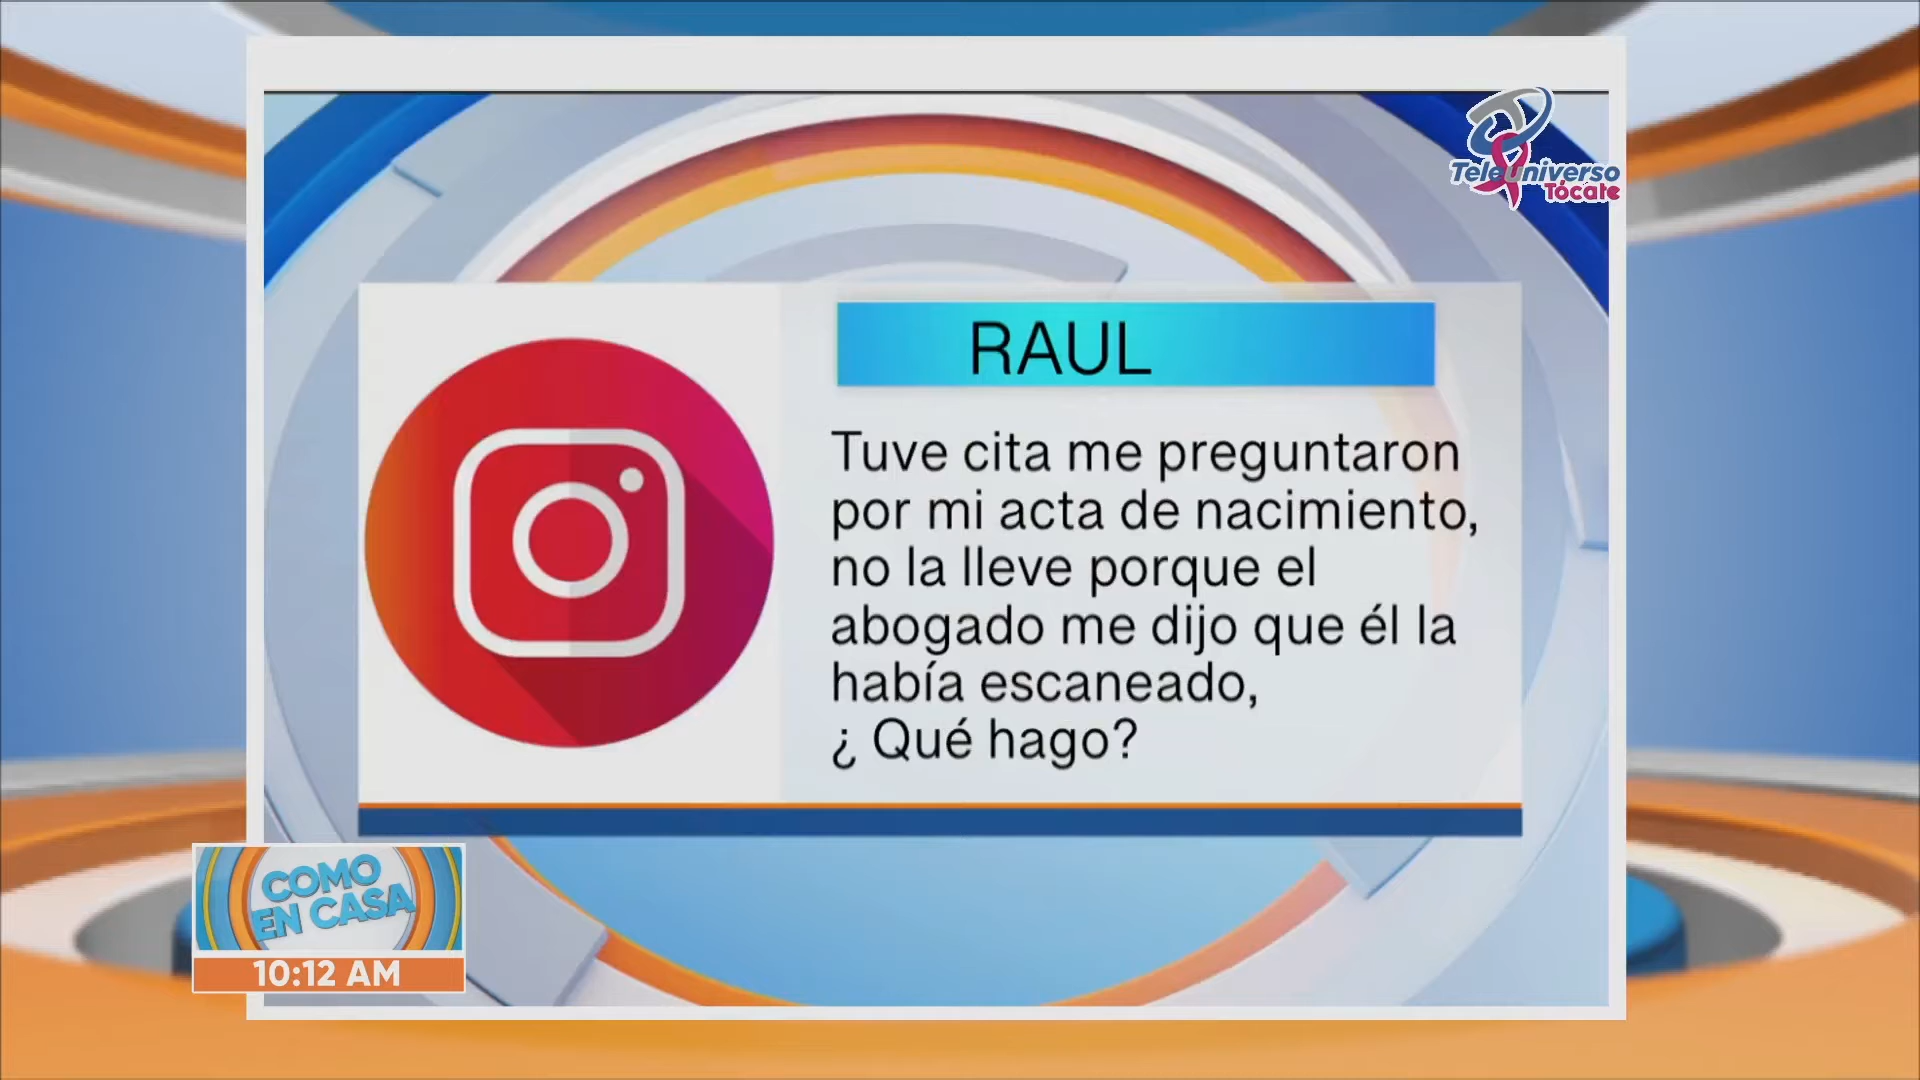 TeleUniverso
Tócate
RAUL
Tuve cita me preguntaron
por mi acta de nacimiento,
no la lleve porque el
abogado me dijo que él la
había escaneado,
¿ Qué hago?
COMO
EN CASA
10:12 AM